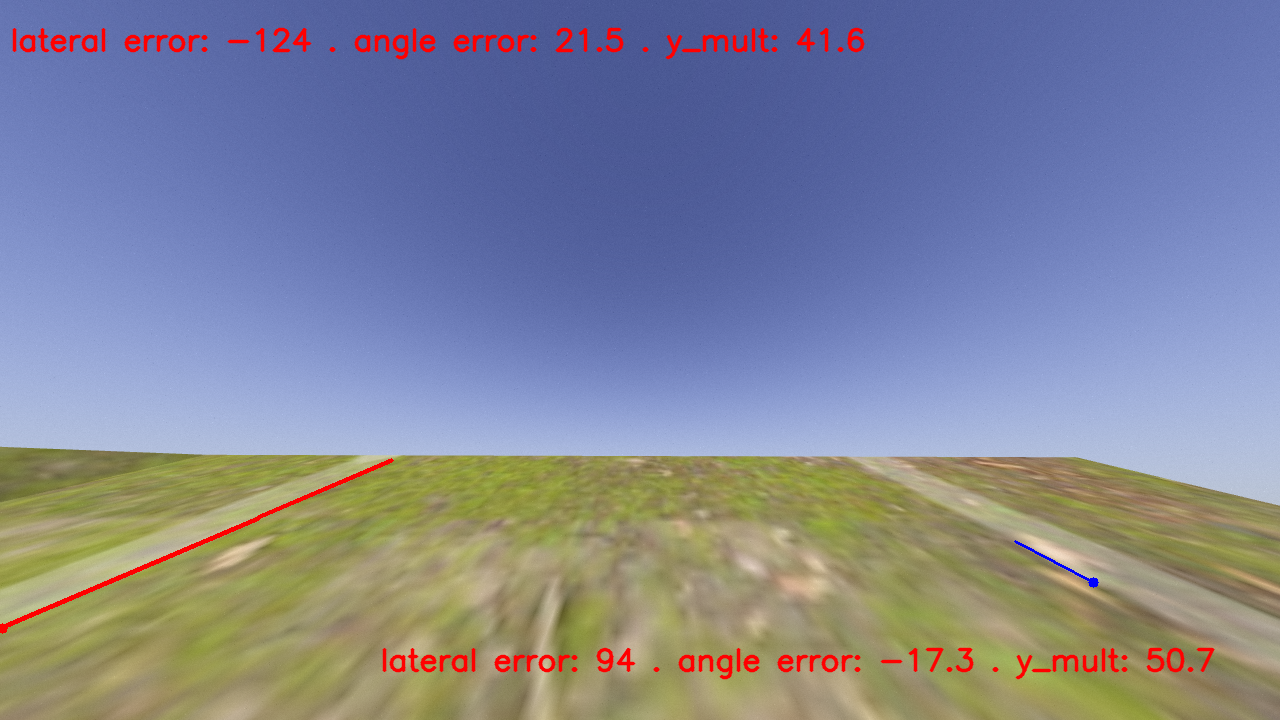 lateral error: -124 . angle error: 21.5 . y_mult: 41.6
lateral error: 94 . angle error: -17.3 . y_mult: 50.7